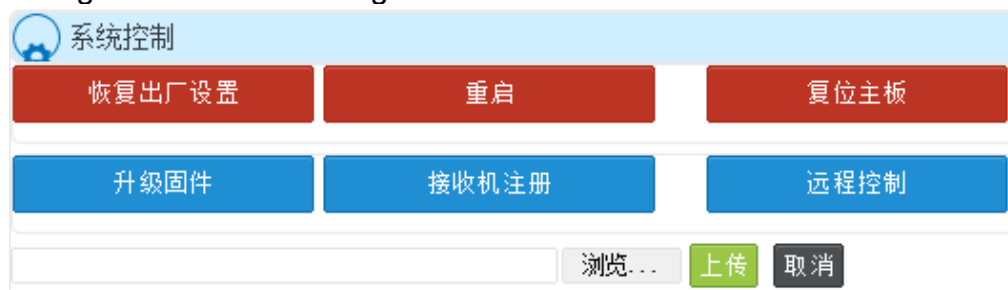 系统控制
恢复出厂设置 重启 复位主板
升级固件 接收机注册 远程控制
浏览... 上传 取消